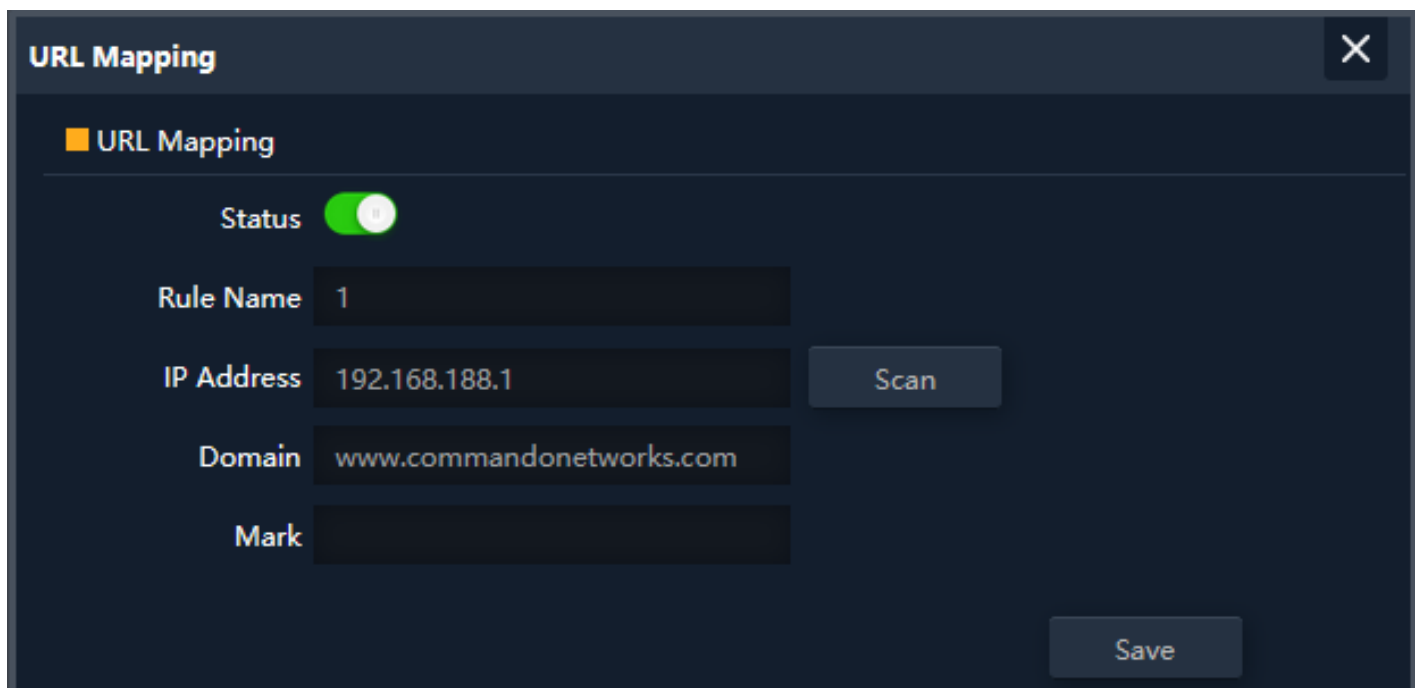 URL Mapping
URL Mapping
Status
Rule Name 1
IP Address 192.168.188.1 Scan
Domain www.commandonetworks.com
Mark
Save